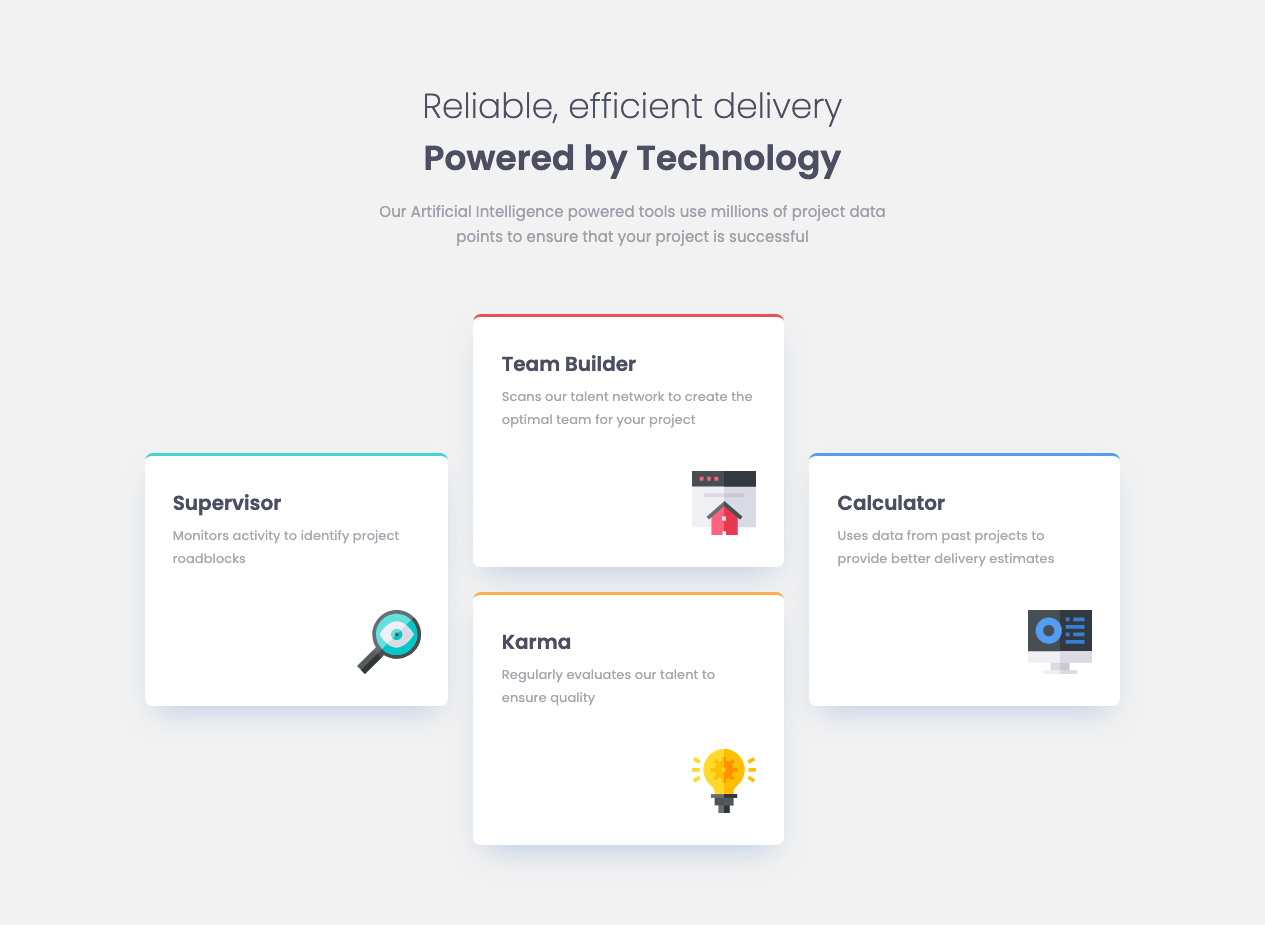 Reliable, efficient delivery
Powered by Technology
Our Artificial Intelligence powered tools use millions of project data
points to ensure that your project is successful
Supervisor
Monitors activity to identify project
roadblocks
Team Builder
Scans our talent network to create the
optimal team for your project
Karma
Regularly evaluates our talent to
ensure quality
Calculator
Uses data from past projects to
provide better delivery estimates